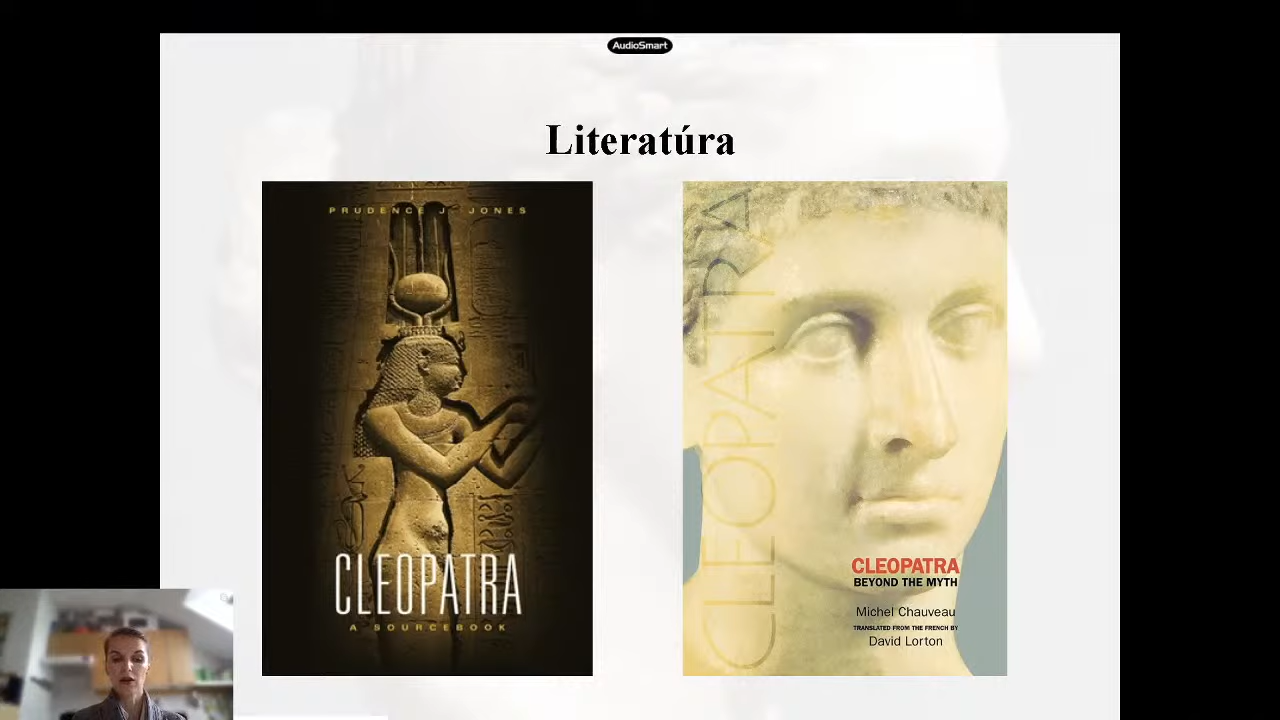 AudioSmart
Literatúra
PRUDENCE J. JONES
CLEOPATRA
A SOURCEBOOK
CLEOPATRA
CLEOPATRA
BEYOND THE MYTH
Michel Chauveau
TRANSLATED FROM THE FRENCH BY
David Lorton